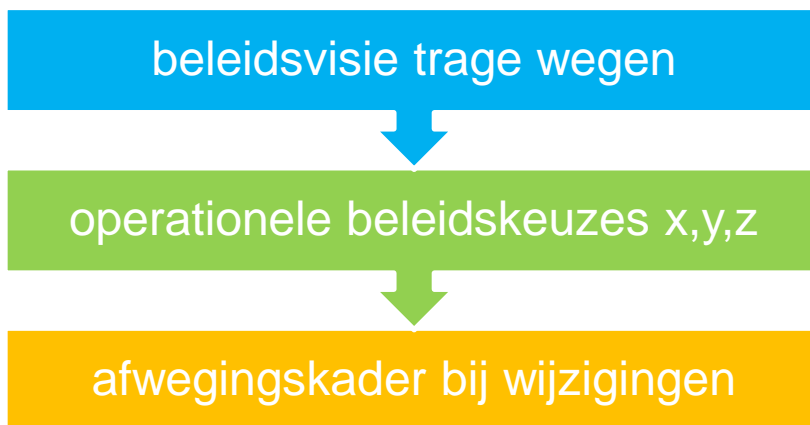 beleidsvisie trage wegen
operationele beleidskeuzes x,y,z
afwegingskader bij wijzigingen